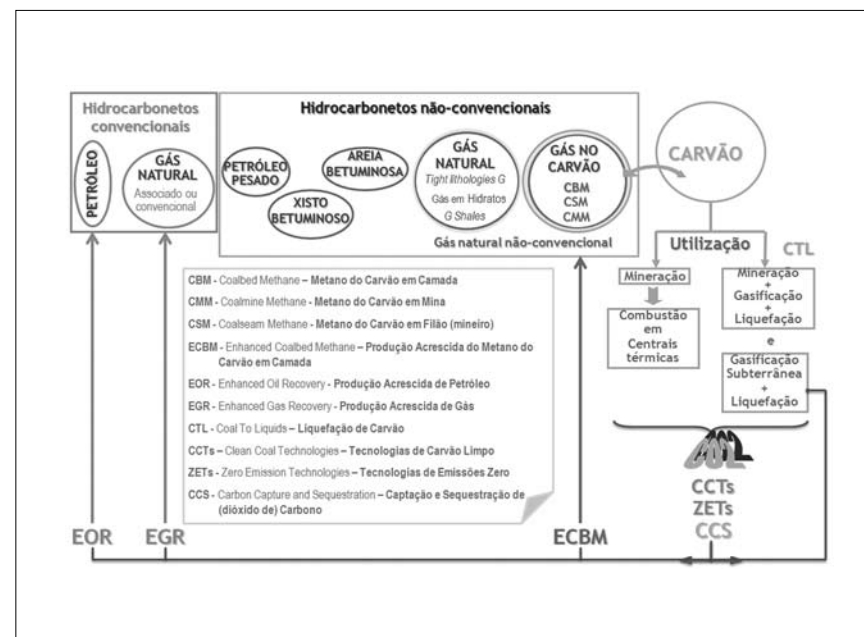 Hidrocarbonetos
convencionais
PETRÓLEO
GÁS
NATURAL
Associado ou
convencional
Hidrocarbonetos não-convencionais
PETRÓLEO
PESADO
XISTO
BETUMINOSO
AREIA
BETUMINOSA
GÁS
NATURAL
Tight lithologies G
Gás em Hidratos
G Shales
GÁS NO
CARVÃO
CBM
CSM
CMM
Gás natural não-convencional
CARVÃO
Utilização
CTL
Mineração
Combustão
em
Centrais
térmicas
Mineração
+
Gasificação
+
Liquefação
e
Gasificação
Subterrânea
+
Liquefação
CBM - Coalbed Methane – Metano do Carvão em Camada
CMM - Coalmine Methane - Metano do Carvão em Mina
CSM - Coalseam Methane - Metano do Carvão em Filão (mineiro)
ECBM - Enhanced Coalbed Methane – Produção Acrescida do Metano do
Carvão em Camada
EOR - Enhanced Oil Recovery - Produção Acrescida de Petróleo
EGR - Enhanced Gas Recovery - Produção Acrescida de Gás
CTL – Coal To Liquids – Liquefação de Carvão
CCTs – Clean Coal Technologies – Tecnologias de Carvão Limpo
ZETs - Zero Emission Technologies – Tecnologias de Emissões Zero
CCS - Carbon Capture and Sequestration – Captação e Sequestração de
(dióxido de) Carbono
CCTs
ZETs
CCS
EOR
EGR
ECBM